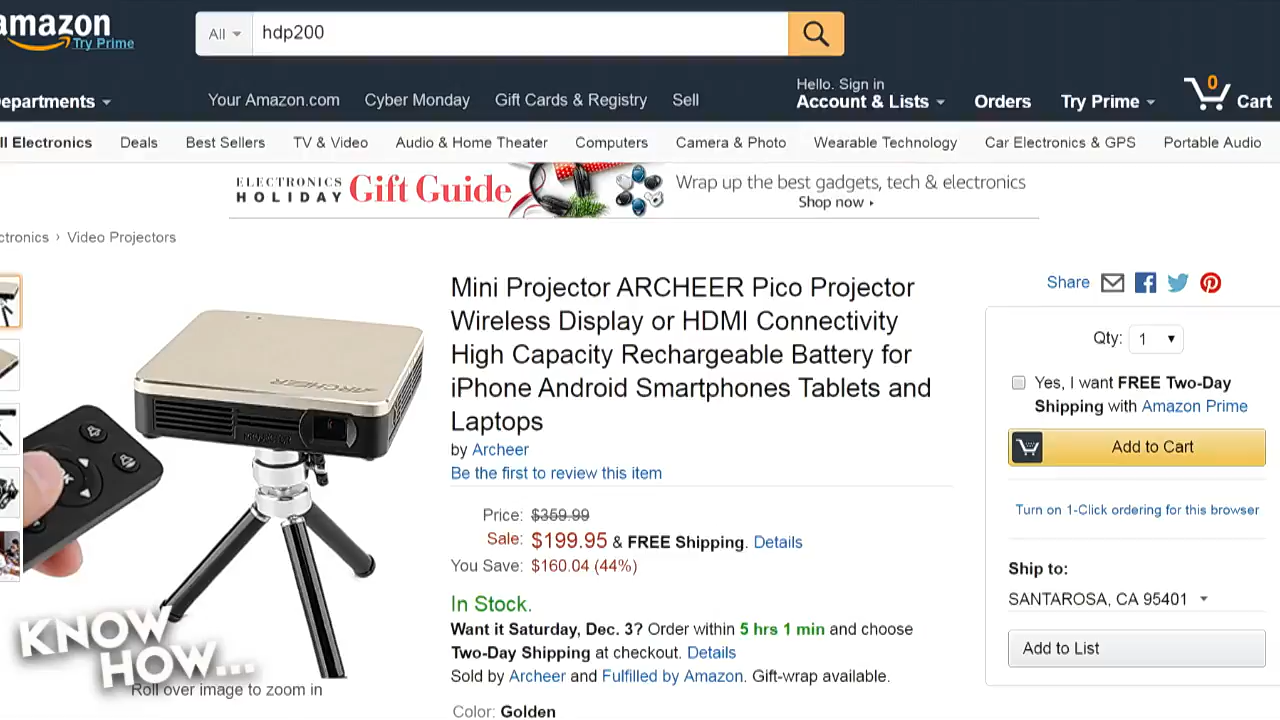 amazon
Try Prime
All
hdp200
epartments
Your Amazon.com
Cyber Monday
Gift Cards & Registry
Sell
Hello. Sign in
Account & Lists
Orders
Try Prime
0
Cart
ll Electronics
Deals
Best Sellers
TV & Video
Audio & Home Theater
Computers
Camera & Photo
Wearable Technology
Car Electronics & GPS
Portable Audio
ELECTRONICS
HOLIDAY
Gift Guide
Wrap up the best gadgets, tech & electronics
Shop now
ctronics › Video Projectors
ARCHEER
Mini Projector ARCHEER Pico Projector
Wireless Display or HDMI Connectivity
High Capacity Rechargeable Battery for
iPhone Android Smartphones Tablets and
Laptops
by Archeer
Be the first to review this item
Price: $359.99
Sale: $199.95 & FREE Shipping. Details
You Save: $160.04 (44%)
In Stock.
Want it Saturday, Dec. 3? Order within 5 hrs 1 min and choose
Two-Day Shipping at checkout. Details
Sold by Archeer and Fulfilled by Amazon. Gift-wrap available.
Color: Golden
Share
Qty: 1
Yes, I want FREE Two-Day
Shipping with Amazon Prime
Add to Cart
Turn on 1-Click ordering for this browser
Ship to:
SANTAROSA, CA 95401
Add to List
KNOW
HOW...
Roll over image to zoom in